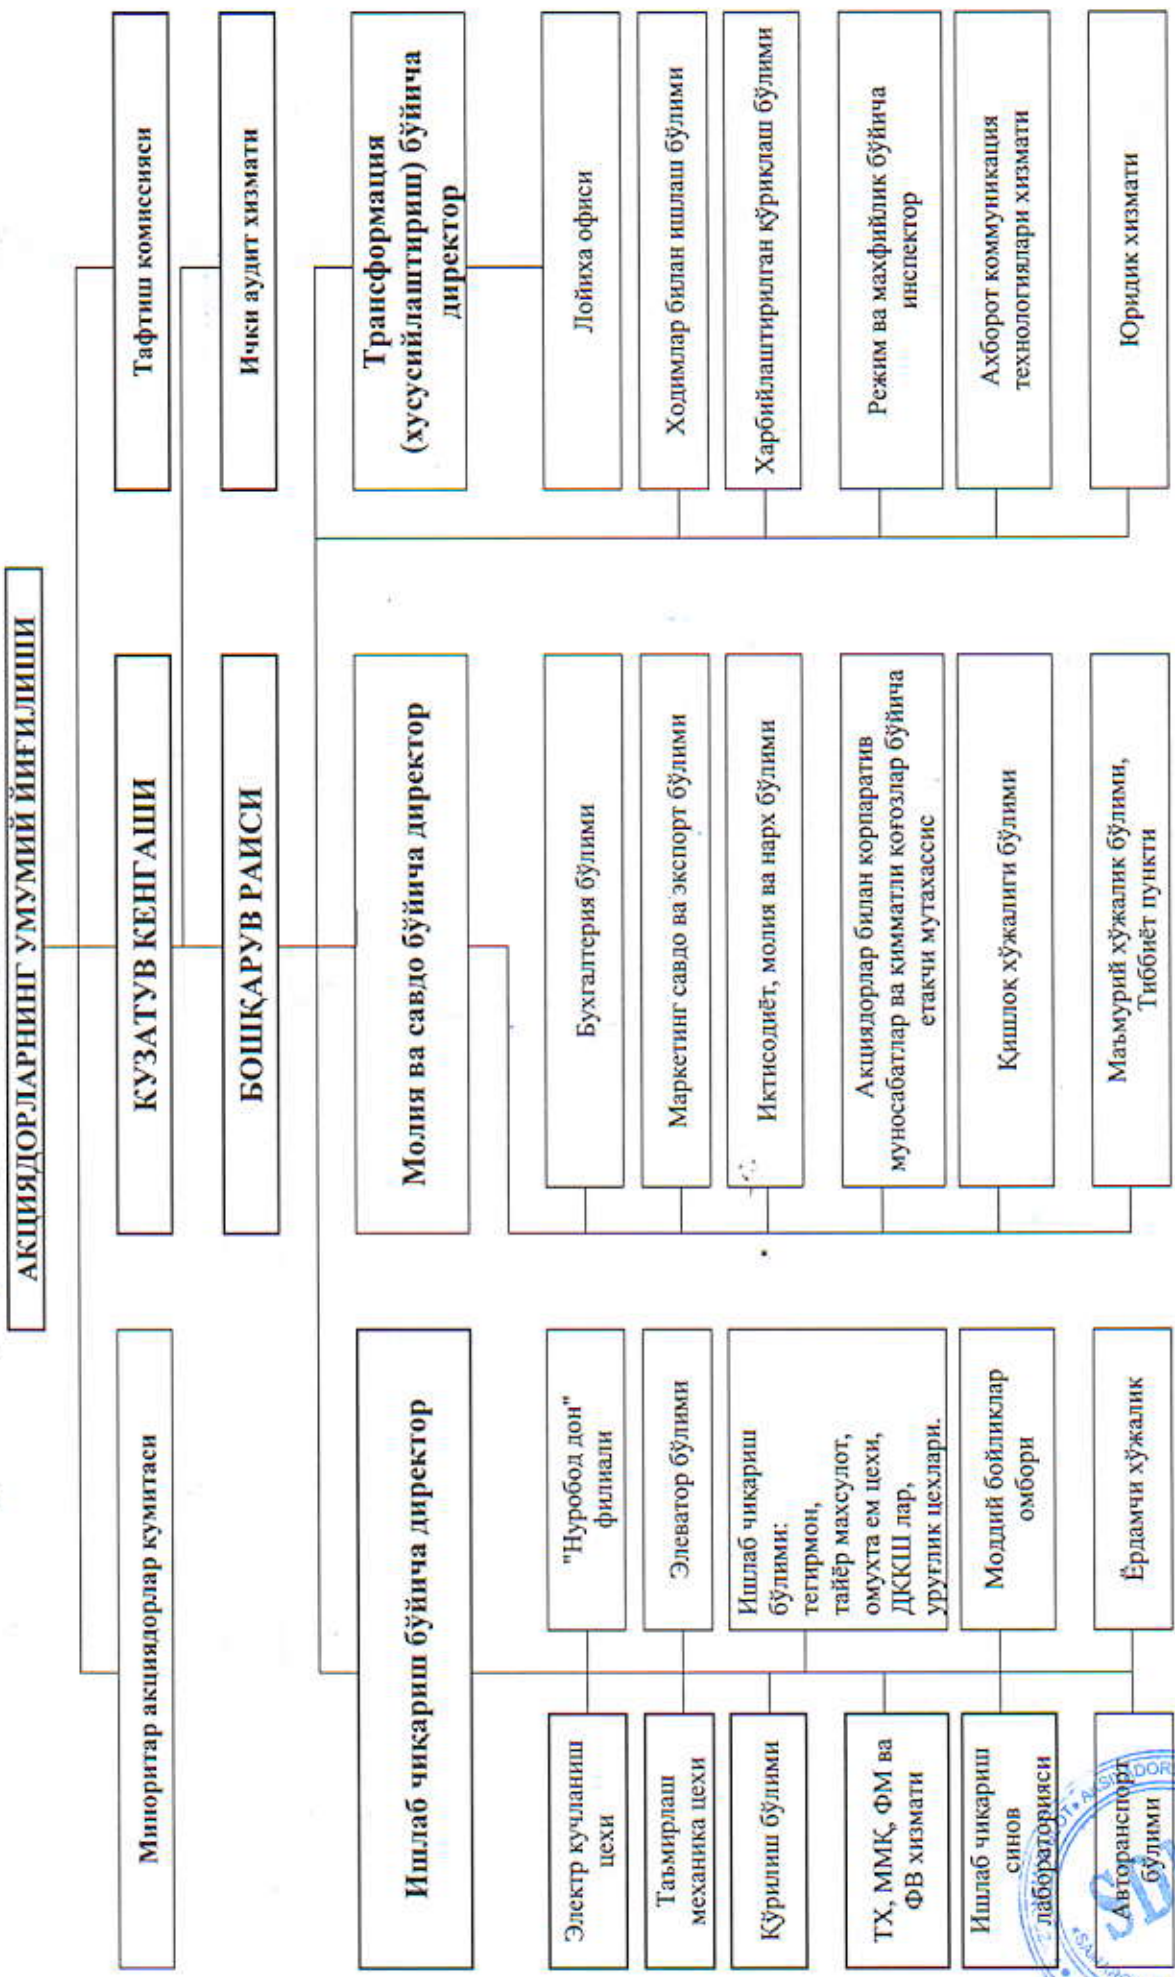 АКЦИЯДОРЛАРНИНГ УМУМИЙ ЙИҒИЛИШИ
Миноритар акциядорлар кумитаси
КУЗАТУВ КЕНГАШИ
Тафтиш комиссияси
БОШҚАРУВ РАИСИ
Ички аудит хизмати
Ишлаб чиқариш бўйича директор
Молия ва савдо бўйича директор
Трансформация
(хусусийлаштириш) бўйича
директор
Электр кучланиш
цехи
"Нуробод дон"
филиали
Бухгалтерия бўлими
Лойиха офиси
Таъмирлаш
механика цехи
Элеватор бўлими
Маркетинг савдо ва экспорт бўлими
Ходимлар билан ишлаш бўлими
Қўрилиш бўлими
Ишлаб чиқариш
бўлими:
тегирмон,
тайёр махсулот,
омухта ем цехи,
ДККШ лар,
уруғлик цехлари.
Иктисодиёт, молия ва нарх бўлими
Харбийлаштирилган кўриклаш бўлими
ТХ, ММҚ, ФМ ва
ФВ хизмати
Акциядорлар билан корпаратив
муносабатлар ва қимматли қоғозлар бўйича
етакчи мутахассис
Режим ва махфийлик бўйича
инспектор
Ишлаб чиқариш
синов
лабораторияси
Моддий бойликлар
омбори
Қишлоқ хўжалиги бўлими
Ахборот коммуникация
технологиялари хизмати
Авторанспорт
бўлими
Ёрдамчи хўжалик
Маъмурий хўжалик бўлими,
Тиббиёт пункти
Юридик хизмати